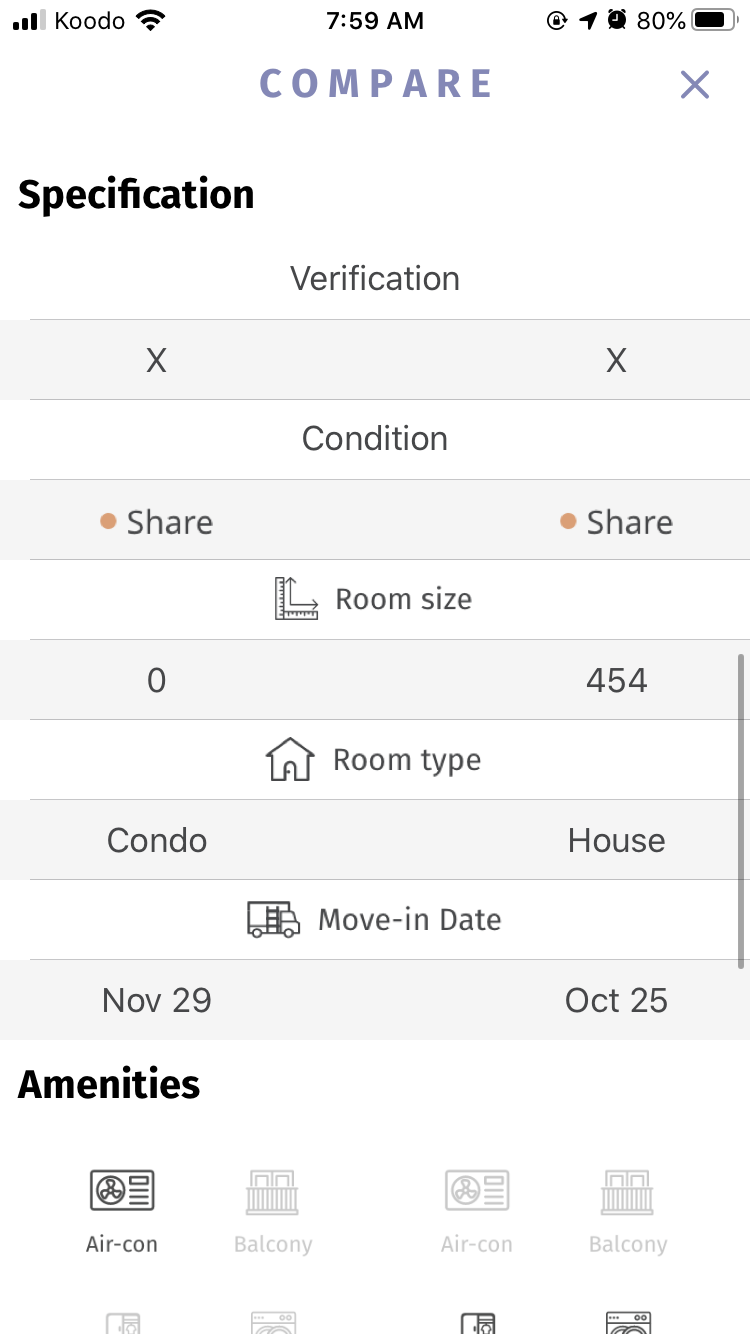 Koodo 7:59 AM 80%
COMPARE
Specification
Verification
X X
Condition
Share Share
Room size
0 454
Room type
Condo House
Move-in Date
Nov 29 Oct 25
Amenities
Air-con Balcony Air-con Balcony